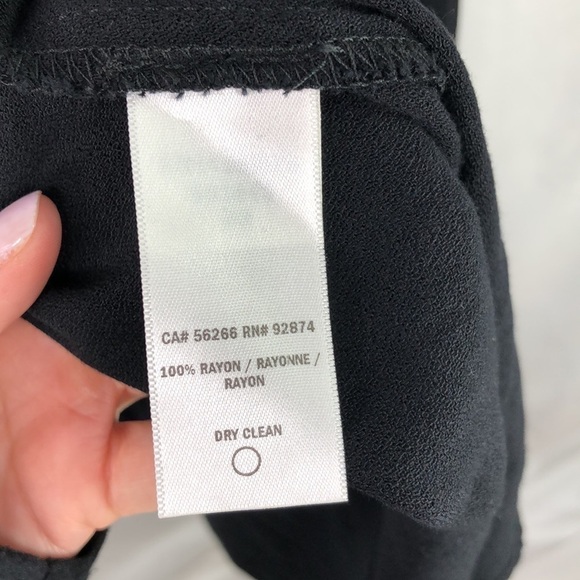 CA# 56266 RN# 92874
100% RAYON / RAYONNE /
RAYON
DRY CLEAN